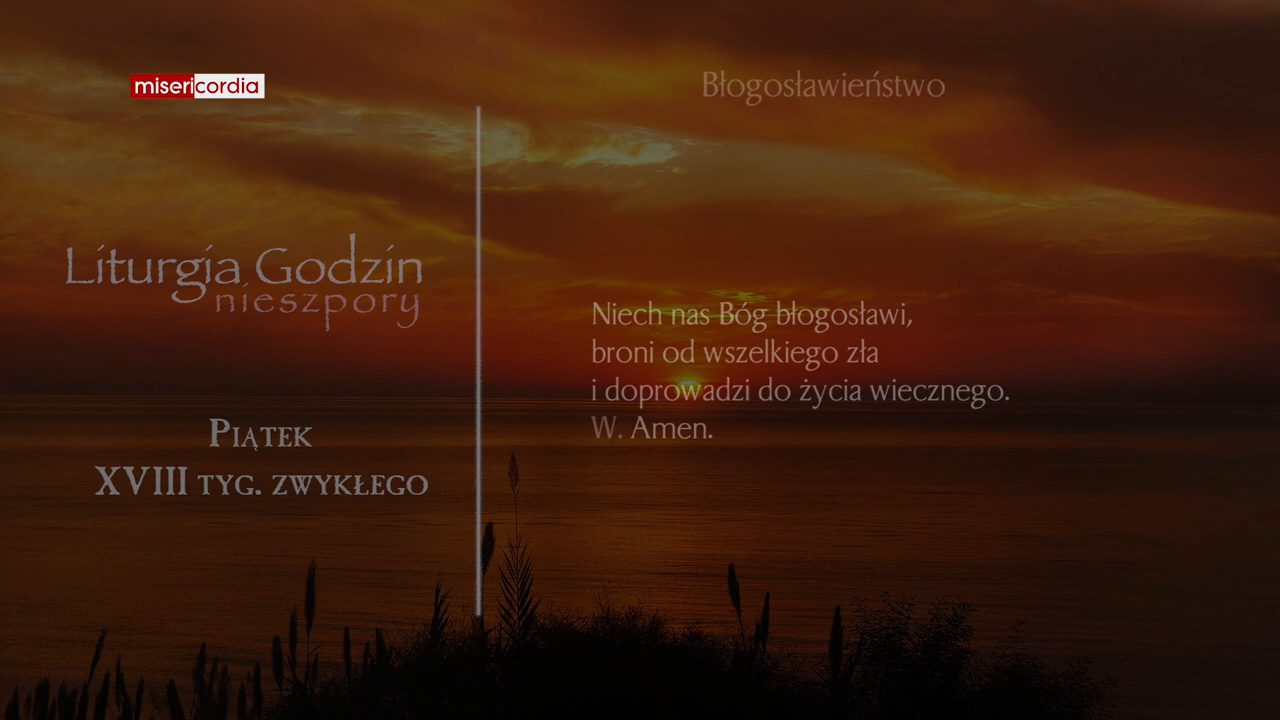 misericordia
Błogosławieństwo
Liturgia Godzin
nieszpory
Niech nas Bóg błogosławi,
broni od wszelkiego zła
i doprowadzi do życia wiecznego.
W. Amen.
Piątek
XVIII tyg. zwykłego